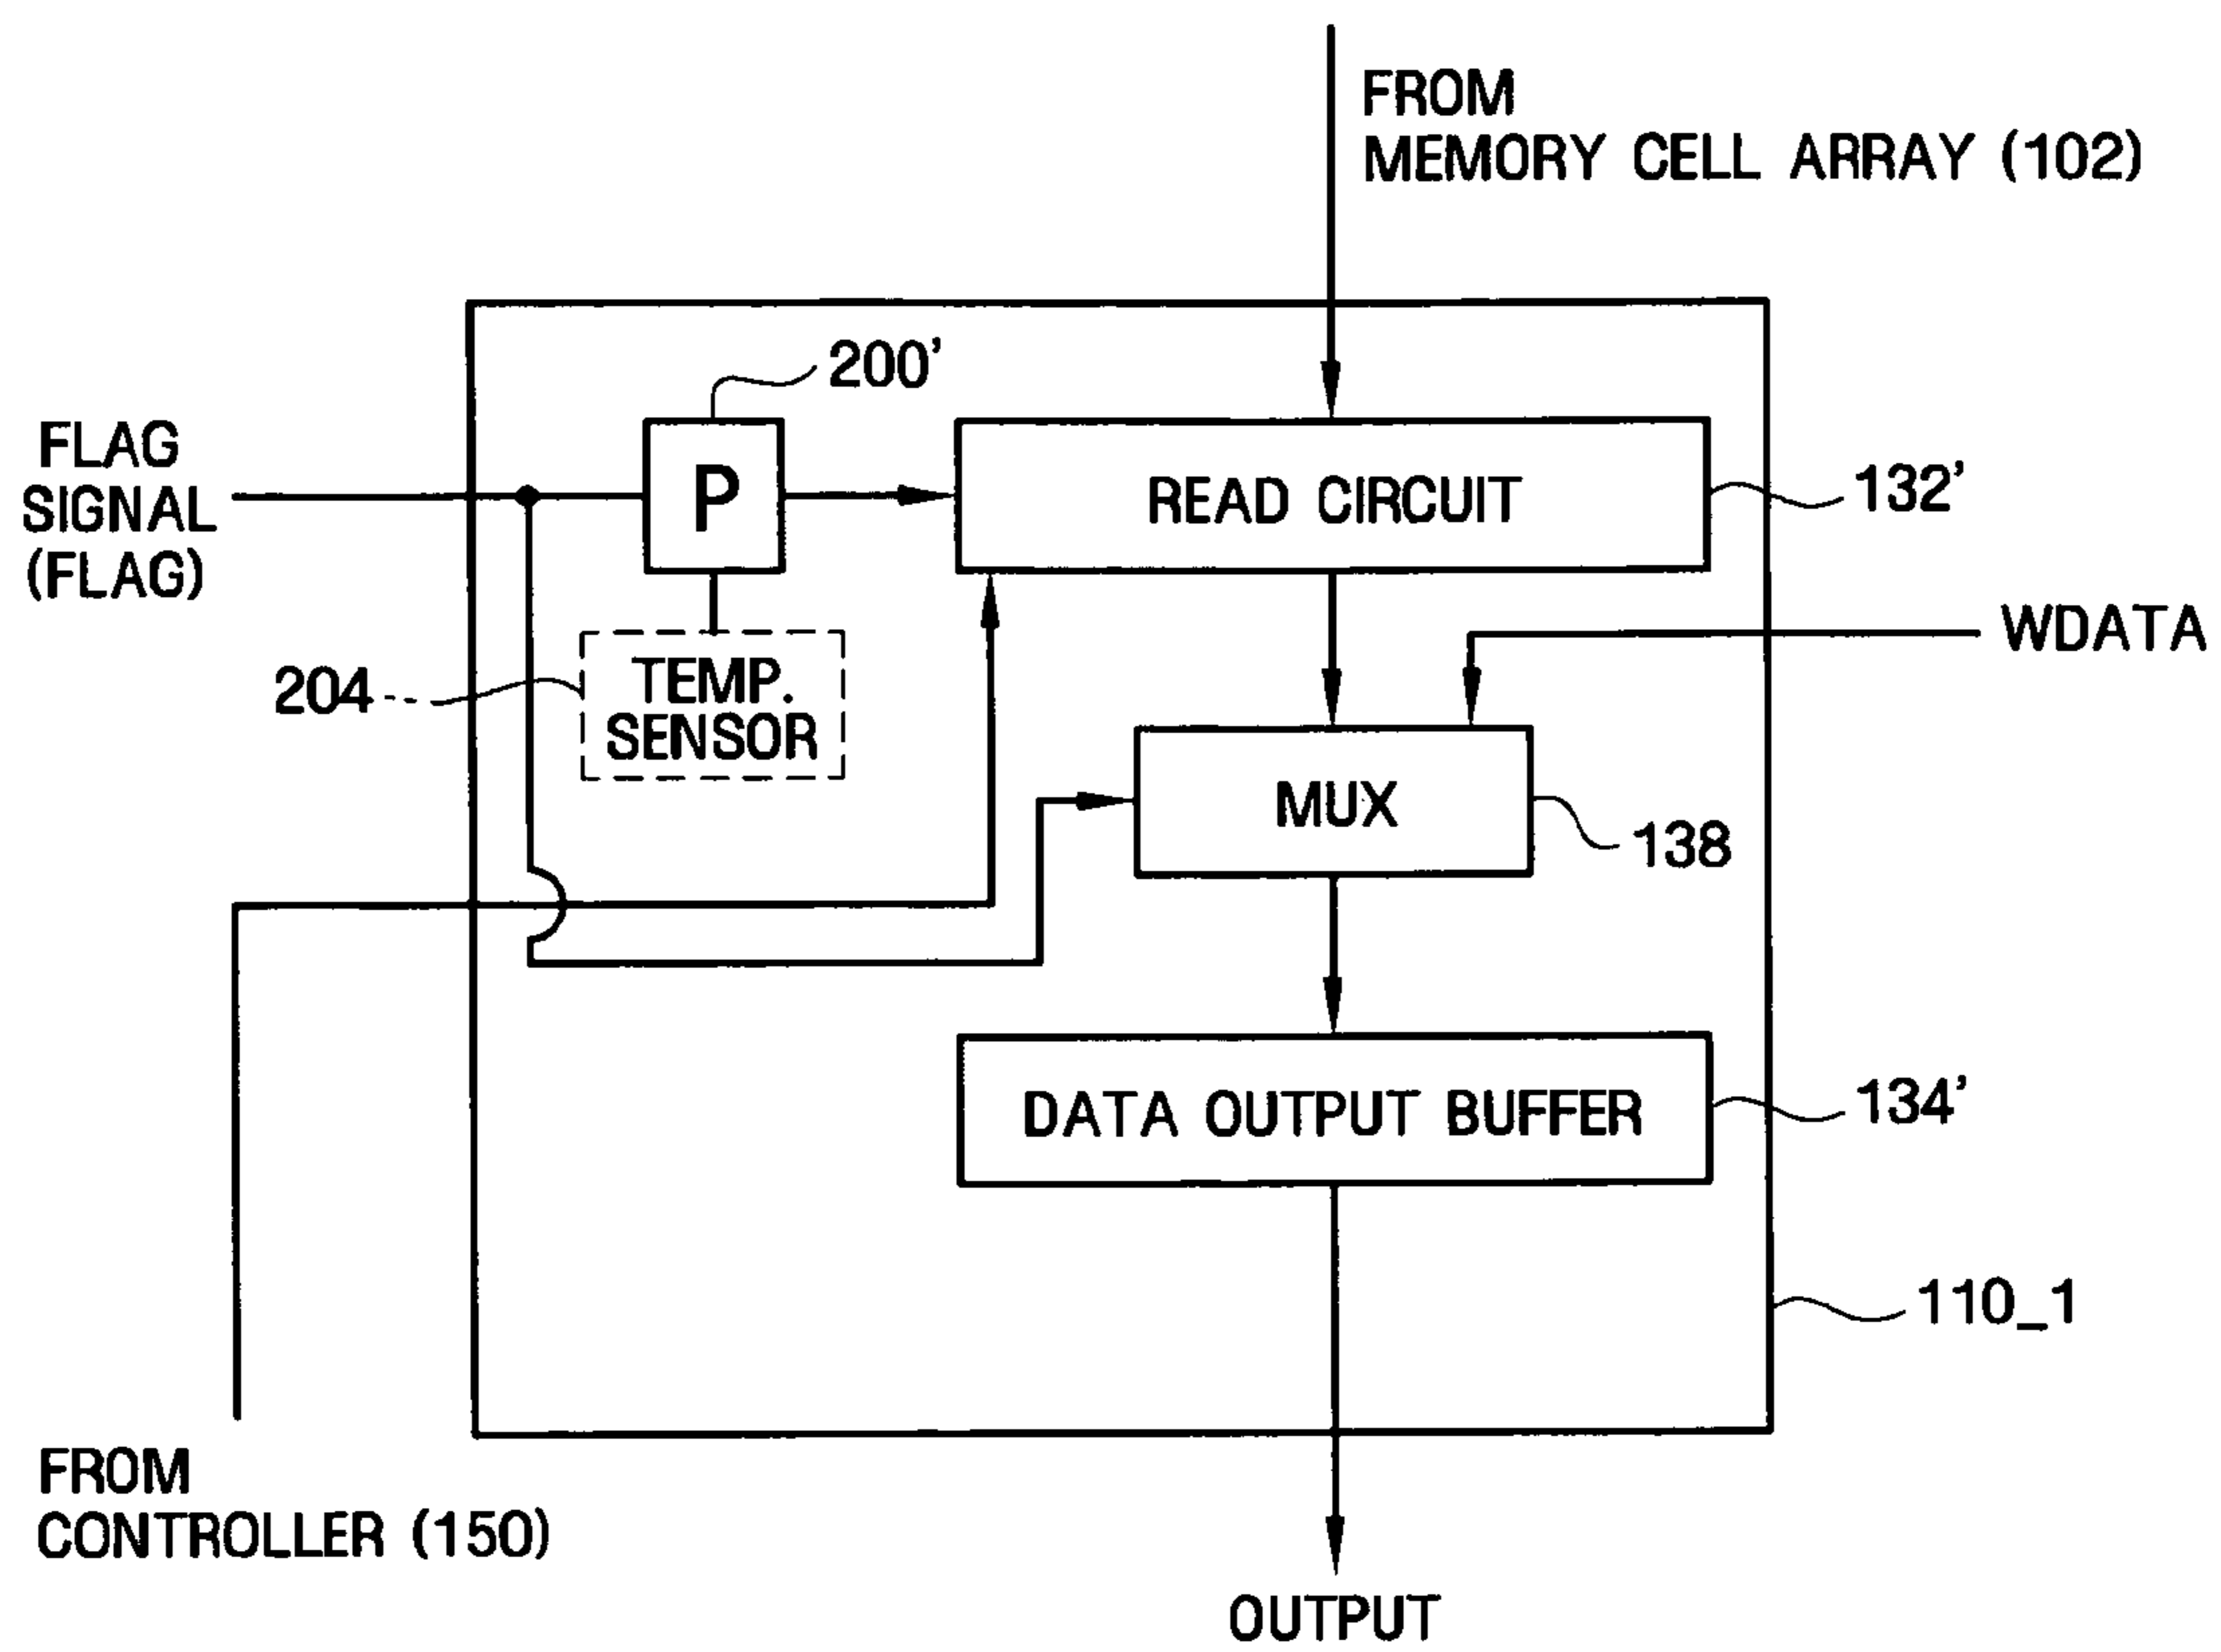 FROM
MEMORY CELL ARRAY (102)
200'
FLAG
SIGNAL
(FLAG)
P
READ CIRCUIT
132'
WDATA
204
TEMP.
SENSOR
MUX
138
DATA OUTPUT BUFFER
134'
110_1
FROM
CONTROLLER (150)
OUTPUT